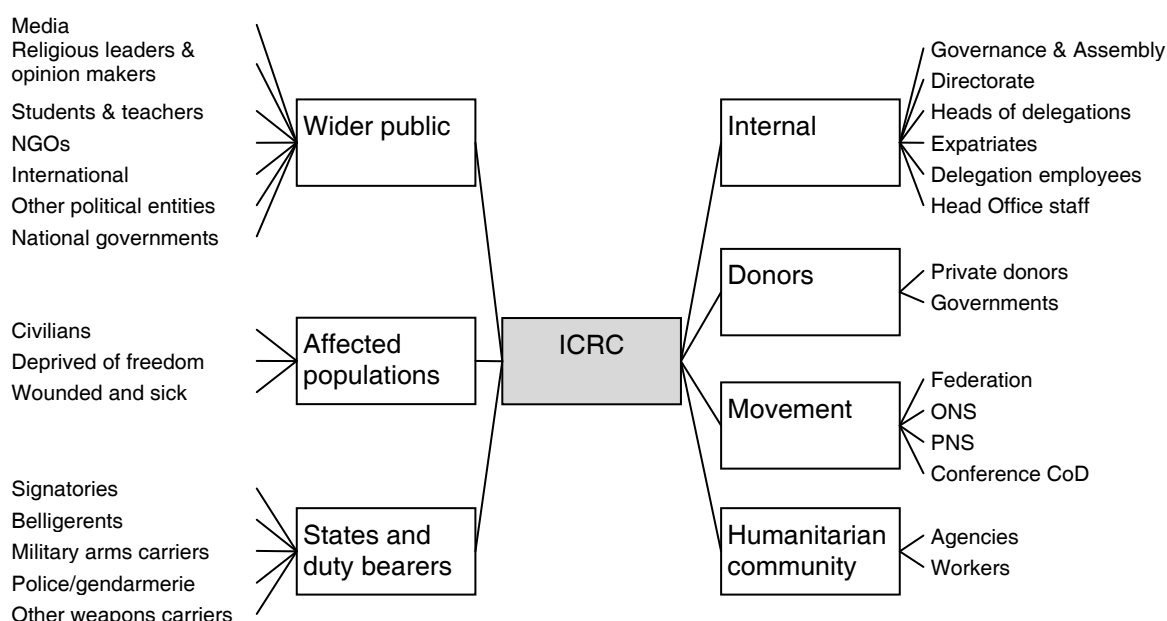 Media
Religious leaders &
opinion makers
Students & teachers
NGOs
International
Other political entities
National governments
Wider public
Civilians
Deprived of freedom
Wounded and sick
Affected
populations
Signatories
Belligerents
Military arms carriers
Police/gendarmerie
Other weapons carriers
States and
duty bearers
ICRC
Internal
Governance & Assembly
Directorate
Heads of delegations
Expatriates
Delegation employees
Head Office staff
Donors
Private donors
Governments
Movement
Federation
ONS
PNS
Conference CoD
Humanitarian
community
Agencies
Workers